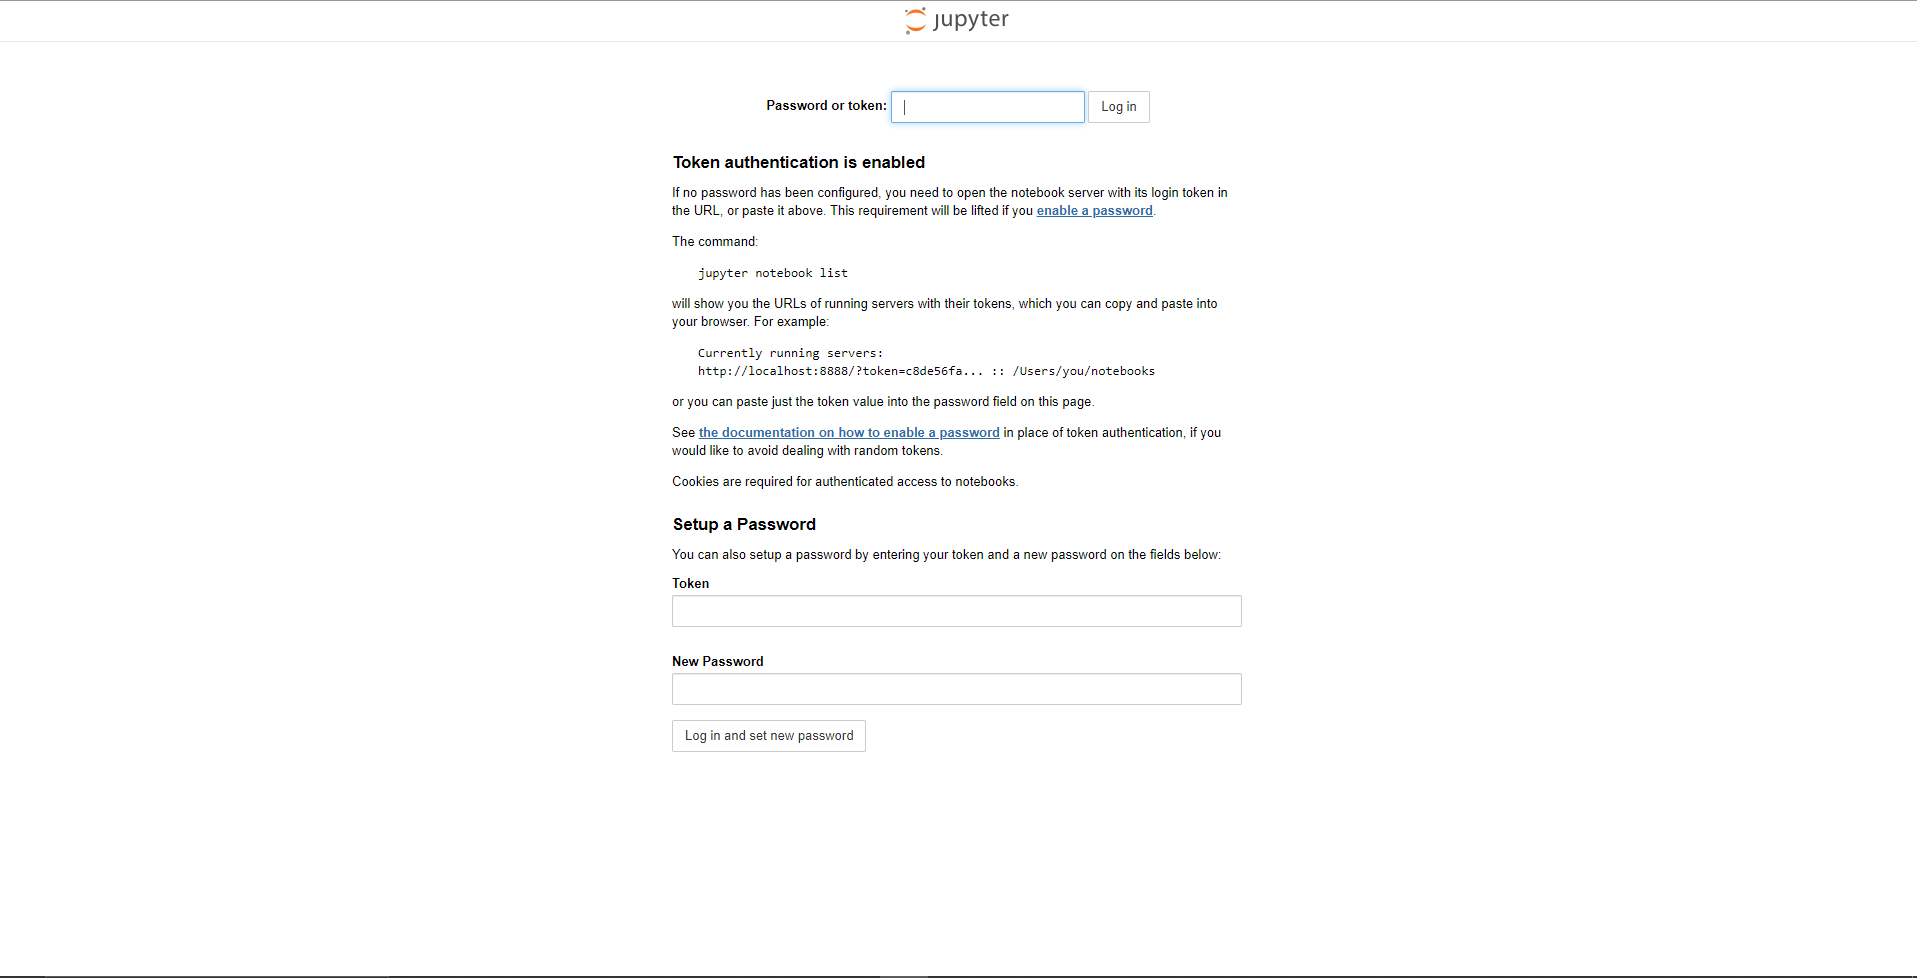 jupyter
Password or token:
Log in
Token authentication is enabled
If no password has been configured, you need to open the notebook server with its login token in
the URL, or paste it above. This requirement will be lifted if you enable a password.
The command:
jupyter notebook list
will show you the URLs of running servers with their tokens, which you can copy and paste into
your browser. For example:
Currently running servers:
http://localhost:8888/?token=c8de56fa... :: /Users/you/notebooks
or you can paste just the token value into the password field on this page.
See the documentation on how to enable a password in place of token authentication, if you
would like to avoid dealing with random tokens.
Cookies are required for authenticated access to notebooks.
Setup a Password
You can also setup a password by entering your token and a new password on the fields below:
Token
New Password
Log in and set new password